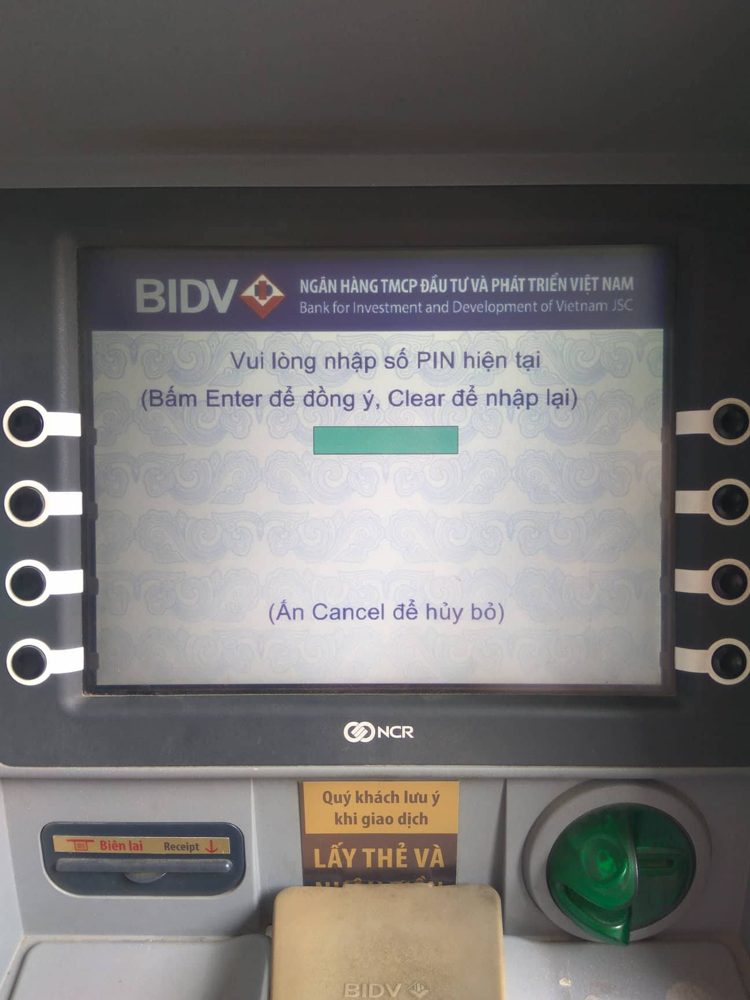 BIDV
NGÂN HÀNG TMCP ĐẦU TƯ VÀ PHÁT TRIỂN VIỆT NAM
Bank for Investment and Development of Vietnam JSC
Vui lòng nhập số PIN hiện tại
(Bấm Enter để đồng ý, Clear để nhập lại)
(Ấn Cancel để hủy bỏ)
NCR
Quý khách lưu ý
khi giao dịch
LẤY THẺ VÀ
Biên lai Receipt
BIDV